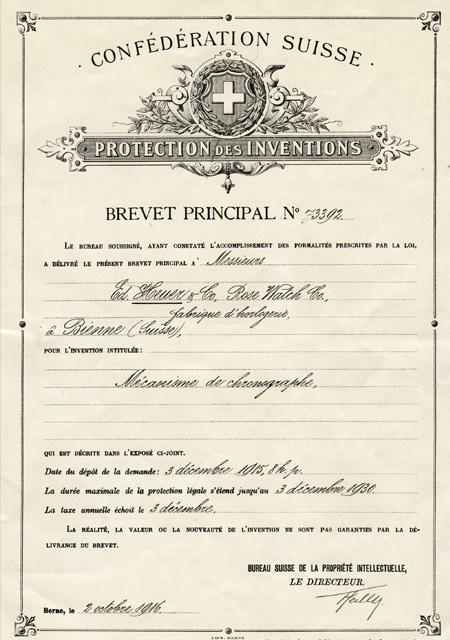 · CONFÉDÉRATION SUISSE ·
PROTECTION DES INVENTIONS
BREVET PRINCIPAL Nº 73392.
LE BUREAU SOUSSIGNÉ, AYANT CONSTATÉ L'ACCOMPLISSEMENT DES FORMALITÉS PRESCRITES PAR LA LOI,
A DÉLIVRÉ LE PRÉSENT BREVET PRINCIPAL A Messieurs
Ed. Heuer & Co, Rose Watch Co.,
fabrique d'horlogerie,
à Bienne (Suisse),
POUR L'INVENTION INTITULÉE :
Mécanisme de chronographe,
QUI EST DÉCRITE DANS L'EXPOSÉ CI-JOINT.
Date du dépôt de la demande: 3 décembre 1915, 8 h. p.
La durée maximale de la protection légale s'étend jusqu'au 3 décembre 1930.
La taxe annuelle échoit le 3 décembre.
LA RÉALITÉ, LA VALEUR OU LA NOUVEAUTÉ DE L'INVENTION NE SONT PAS GARANTIES PAR LA DÉ-
LIVRANCE DU BREVET.
BUREAU SUISSE DE LA PROPRIÉTÉ INTELLECTUELLE,
LE DIRECTEUR.
Berne, le 2 octobre 1916.